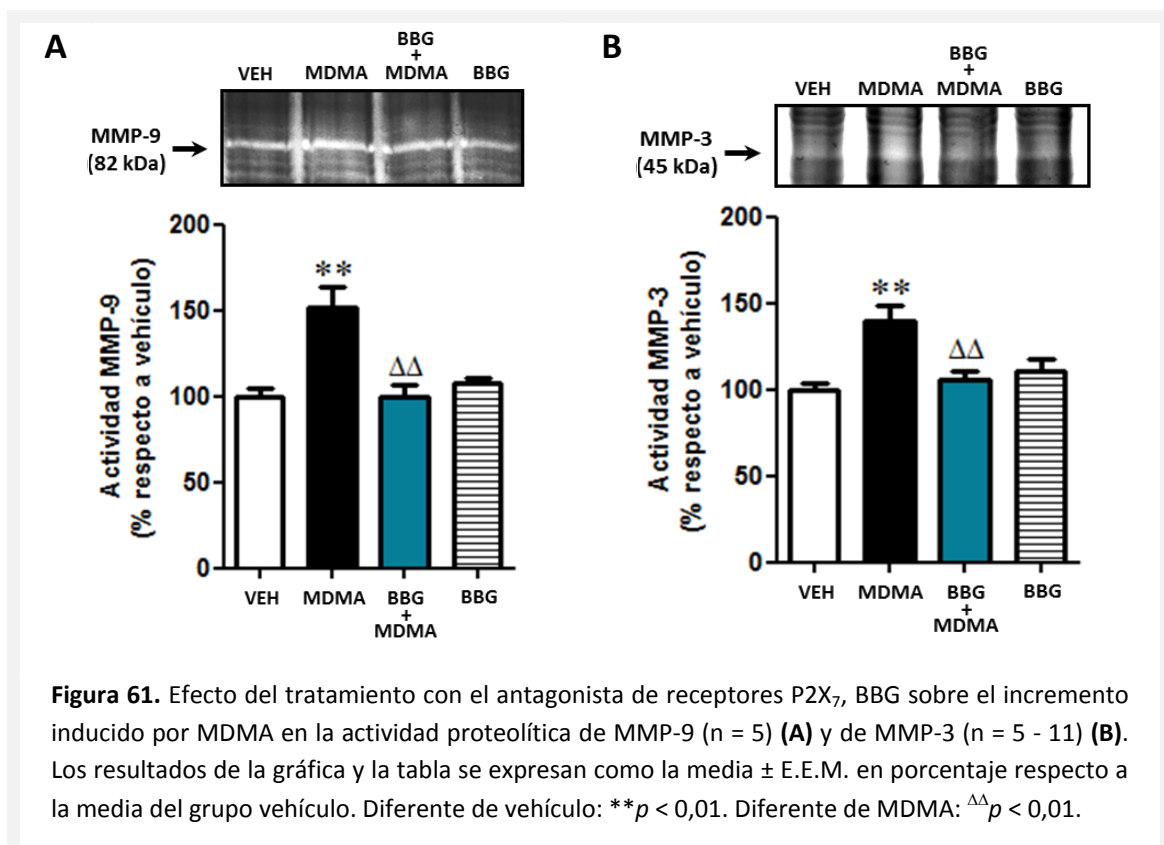 A
BBG
+
VEH MDMA MDMA BBG
MMP-9
(82 kDa)
200
150
100
50
0
Actividad MMP-9
(% respecto a vehículo)
**
ΔΔ
VEH MDMA BBG BBG
+
MDMA
B
BBG
+
VEH MDMA MDMA BBG
MMP-3
(45 kDa)
200
150
100
50
0
Actividad MMP-3
(% respecto a vehículo)
**
ΔΔ
VEH MDMA BBG BBG
+
MDMA
Figura 61. Efecto del tratamiento con el antagonista de receptores P2X₇, BBG sobre el incremento
inducido por MDMA en la actividad proteolítica de MMP-9 (n = 5) (A) y de MMP-3 (n = 5 - 11) (B).
Los resultados de la gráfica y la tabla se expresan como la media ± E.E.M. en porcentaje respecto a
la media del grupo vehículo. Diferente de vehículo: **p < 0,01. Diferente de MDMA: ΔΔp < 0,01.